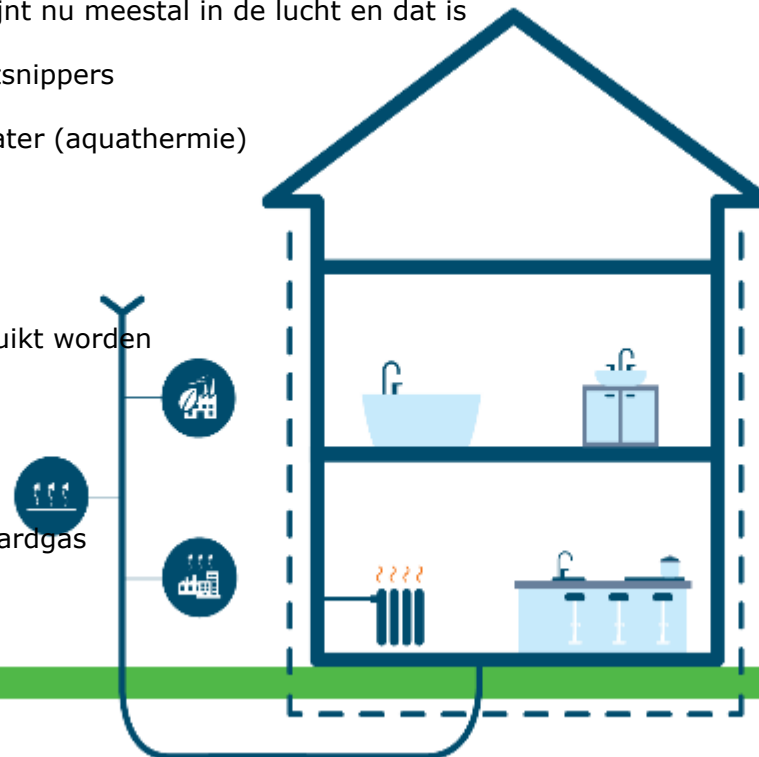 jnt nu meestal in de lucht en dat is
snippers
ater (aquathermie)
uikt worden
ardgas